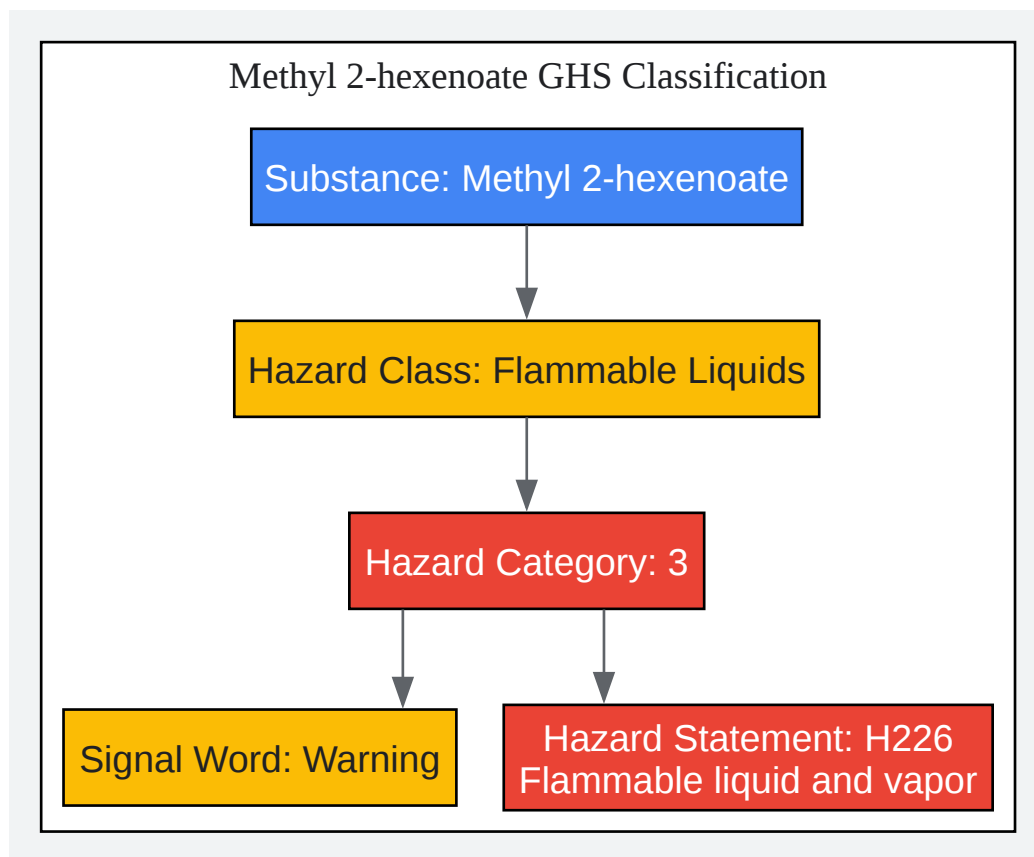 Methyl 2-hexenoate GHS Classification
Substance: Methyl 2-hexenoate
Hazard Class: Flammable Liquids
Hazard Category: 3
Signal Word: Warning
Hazard Statement: H226
Flammable liquid and vapor